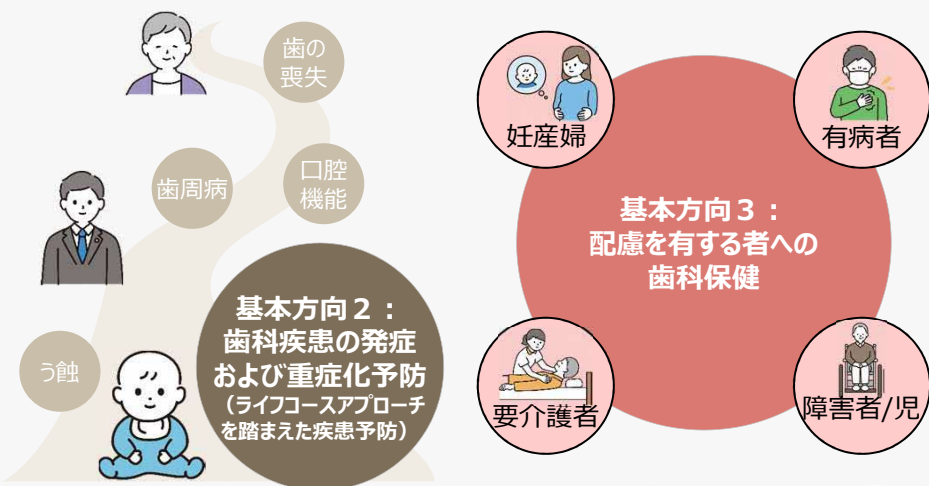 歯の
喪失
歯周病
口腔
機能
う蝕
基本方向２：
歯科疾患の発症
および重症化予防
（ライフコースアプローチ
を踏まえた疾患予防）
妊産婦
有病者
基本方向３：
配慮を有する者への
歯科保健
要介護者
障害者/児